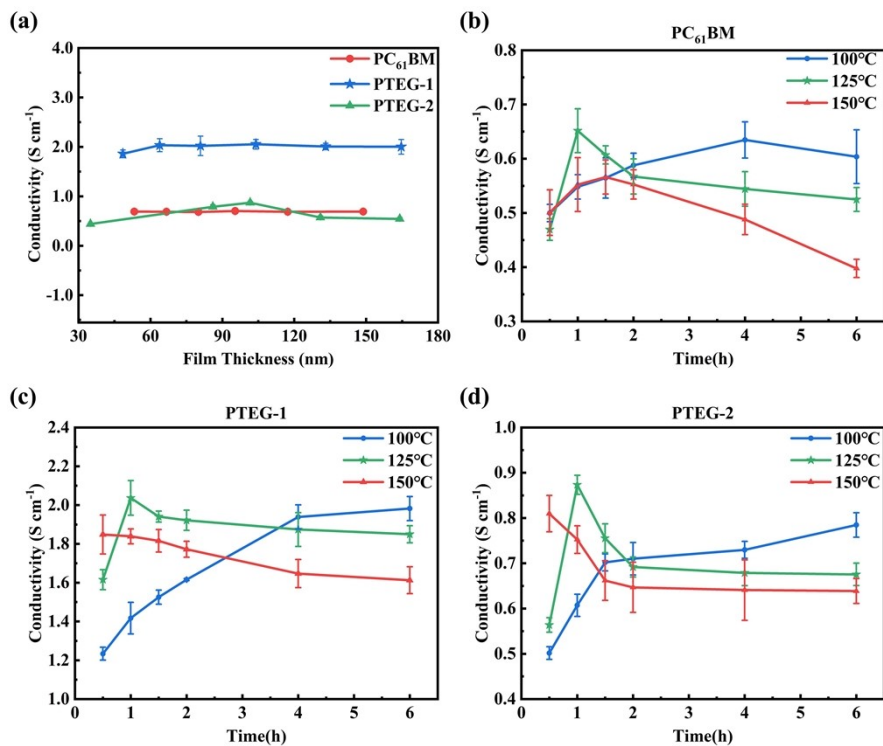 (a)
4.0
3.0
2.0
1.0
0.0
-1.0
30 60 90 120 150 180
Conductivity (S cm⁻¹)
Film Thickness (nm)
PC₆₁BM
PTEG-1
PTEG-2
(b)
PC₆₁BM
0.8
0.7
0.6
0.5
0.4
0.3
0 1 2 3 4 5 6
Conductivity (S cm⁻¹)
Time(h)
100°C
125°C
150°C
(c)
PTEG-1
2.4
2.2
2.0
1.8
1.6
1.4
1.2
1.0
0 1 2 3 4 5 6
Conductivity (S cm⁻¹)
Time(h)
100°C
125°C
150°C
(d)
PTEG-2
1.0
0.9
0.8
0.7
0.6
0.5
0.4
0 1 2 3 4 5 6
Conductivity (S cm⁻¹)
Time(h)
100°C
125°C
150°C